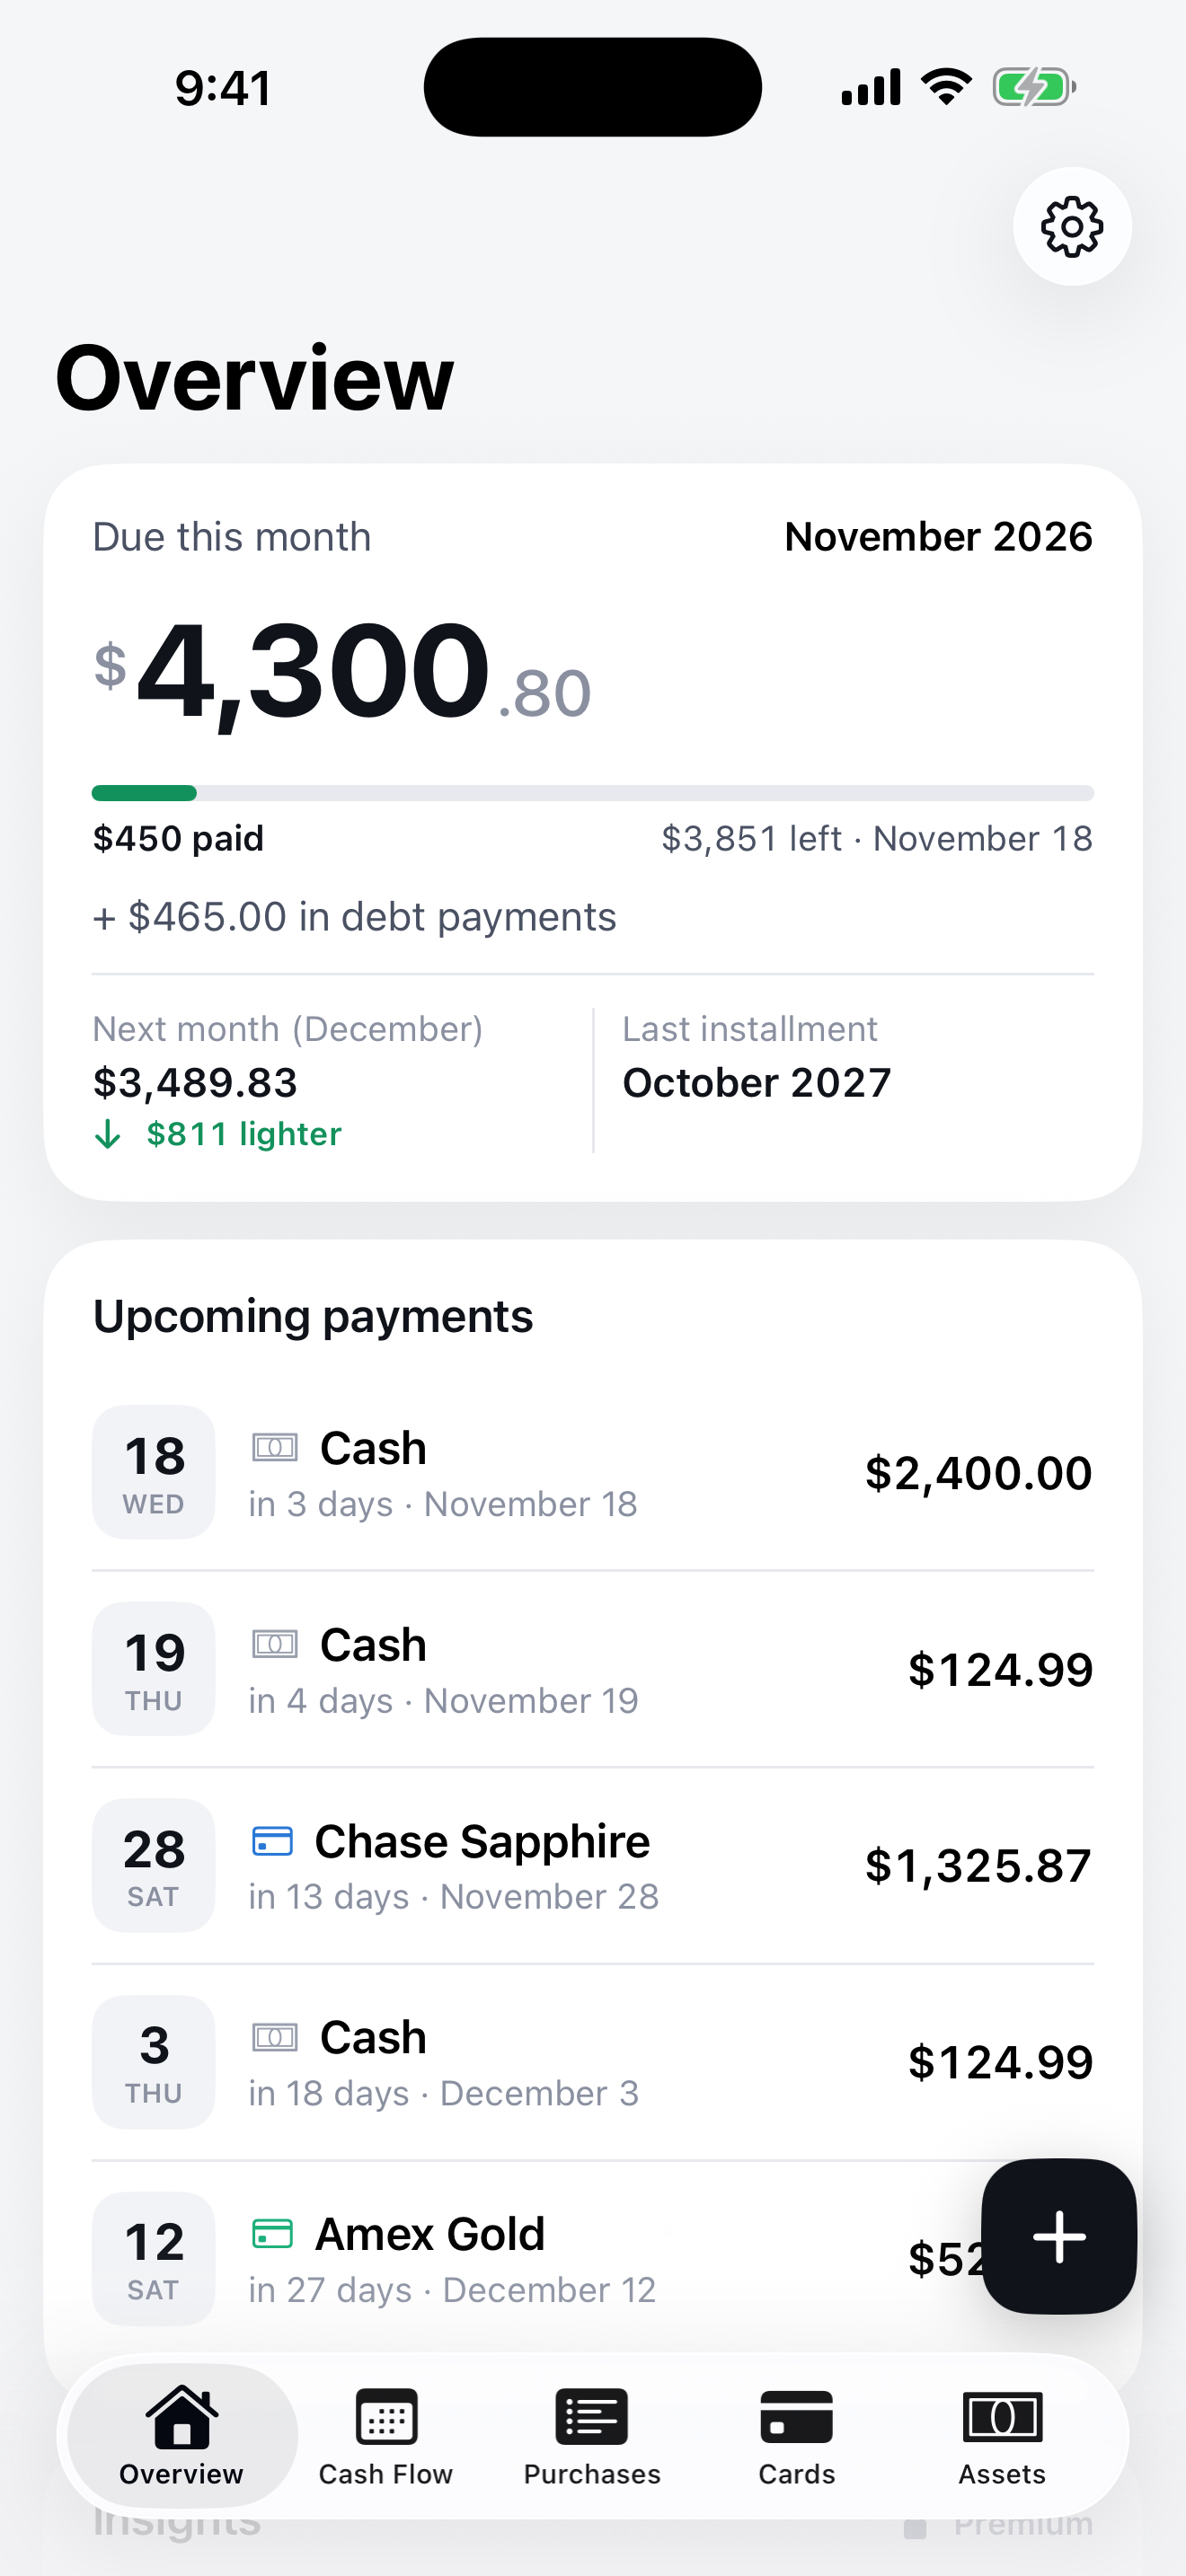 9:41
Overview
Due this month November 2026
$4,300.80
$450 paid $3,851 left · November 18
+ $465.00 in debt payments
Next month (December) Last installment
$3,489.83 October 2027
↓ $811 lighter
Upcoming payments
18 Cash $2,400.00
WED in 3 days · November 18
19 Cash $124.99
THU in 4 days · November 19
28 Chase Sapphire $1,325.87
SAT in 13 days · November 28
3 Cash $124.99
THU in 18 days · December 3
12 Amex Gold
SAT in 27 days · December 12
Overview Cash Flow Purchases Cards Assets
Insights Premium